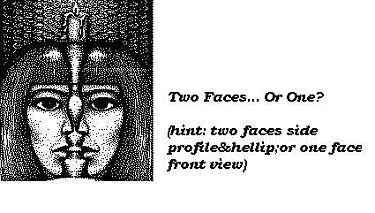 Two Faces... Or One?
(hint: two faces side
profile&hellip;or one face
front view)